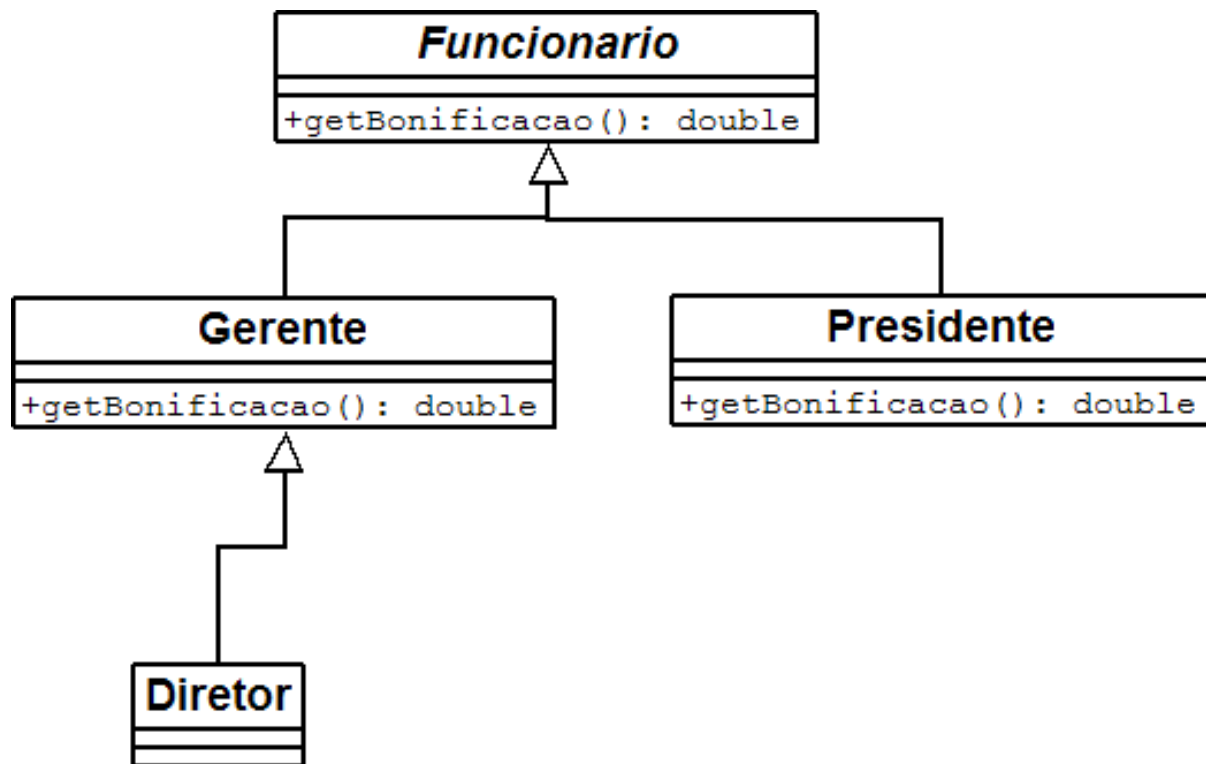 Funcionario
+getBonificacao(): double
Gerente
+getBonificacao(): double
Presidente
+getBonificacao(): double
Diretor